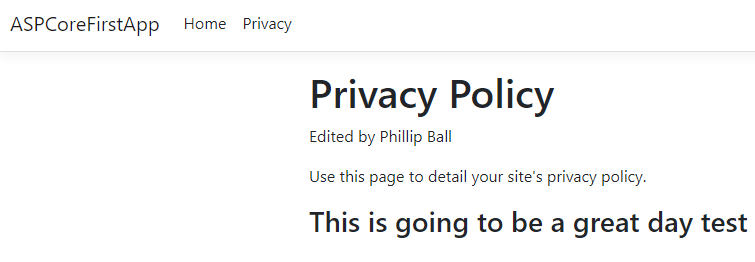 ASPCoreFirstApp Home Privacy
Privacy Policy
Edited by Phillip Ball
Use this page to detail your site's privacy policy.
This is going to be a great day test